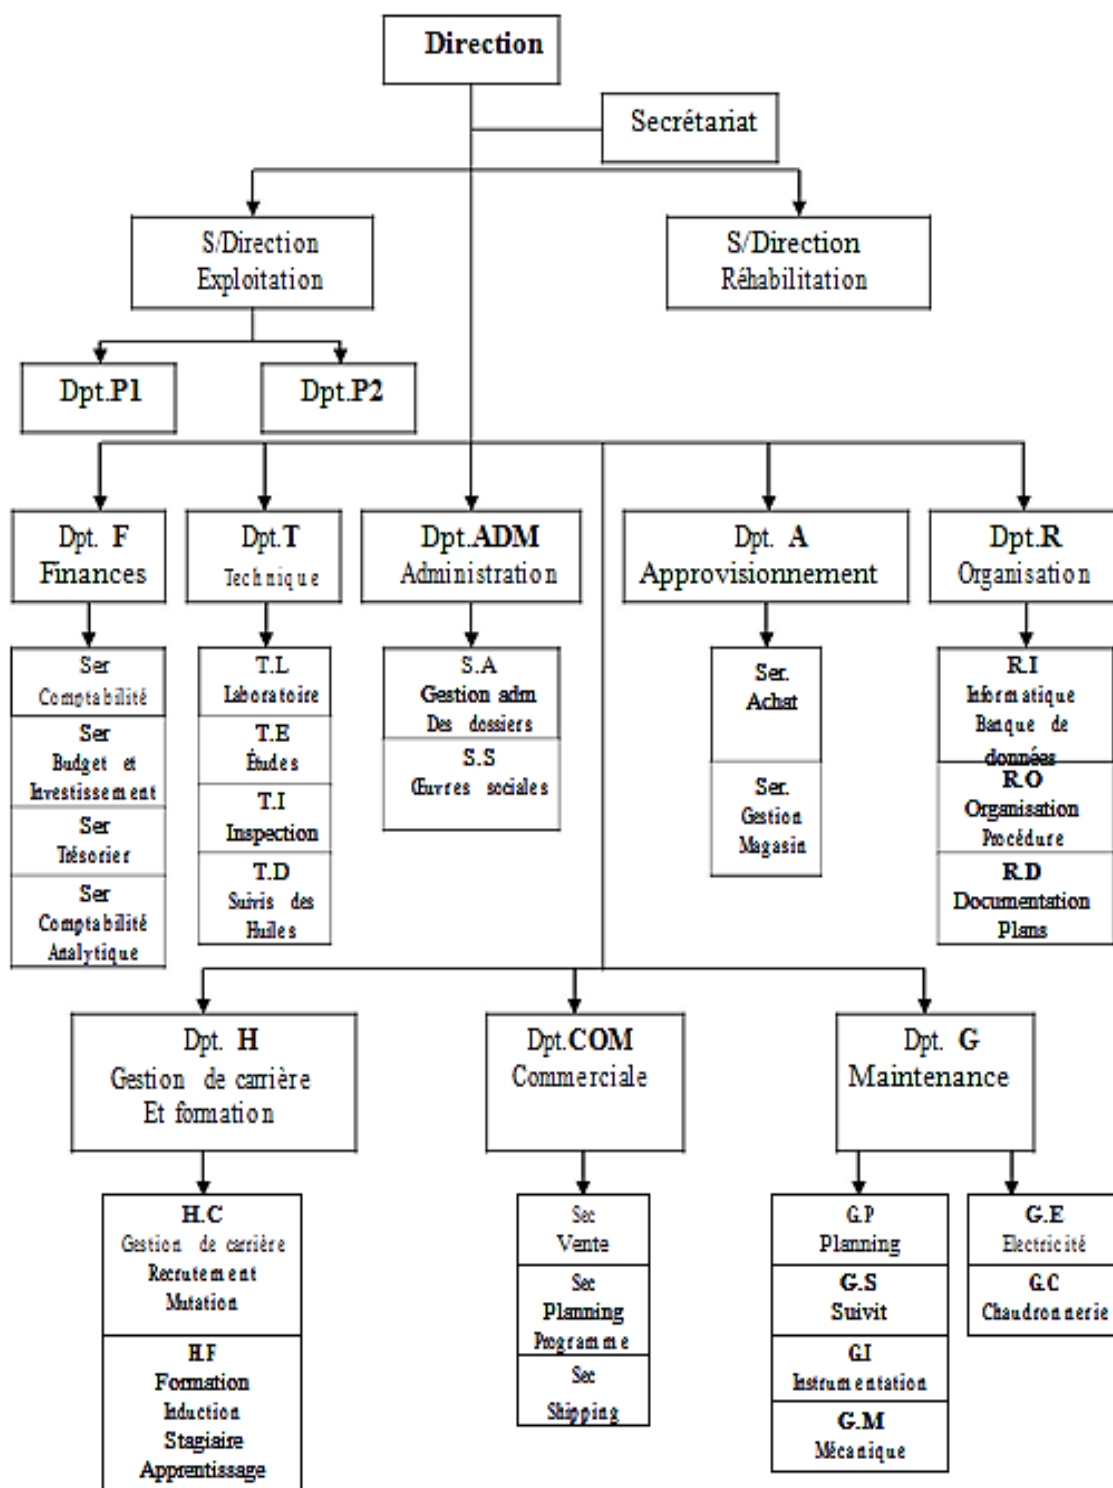 Direction
Secrétariat
S/Direction
Exploitation
S/Direction
Réhabilitation
Dpt.P1
Dpt.P2
Dpt. F
Finances
Dpt.T
Technique
Dpt.ADM
Administration
Dpt. A
Approvisionnement
Dpt.R
Organisation
Ser
Comptabilité
Ser
Budget et
Investissement
Ser
Trésorier
Ser
Comptabilité
Analytique
T.L
Laboratoire
T.E
Études
T.I
Inspection
T.D
Suivis des
Huiles
S.A
Gestion adm
Des dossiers
S.S
Œuvres sociales
Ser.
Achat
Ser.
Gestion
Magasin
R.I
Informatique
Banque de
données
R.O
Organisation
Procédure
R.D
Documentation
Plans
Dpt. H
Gestion de carrière
Et formation
Dpt.COM
Commerciale
Dpt. G
Maintenance
H.C
Gestion de carrière
Recrutement
Mutation
H.F
Formation
Induction
Stagiaire
Apprentissage
Sec
Vente
Sec
Planning
Programme
Sec
Shipping
G.P
Planning
G.S
Suivit
G.I
Instrumentation
G.M
Mécanique
G.E
Electricité
G.C
Chaudronnerie